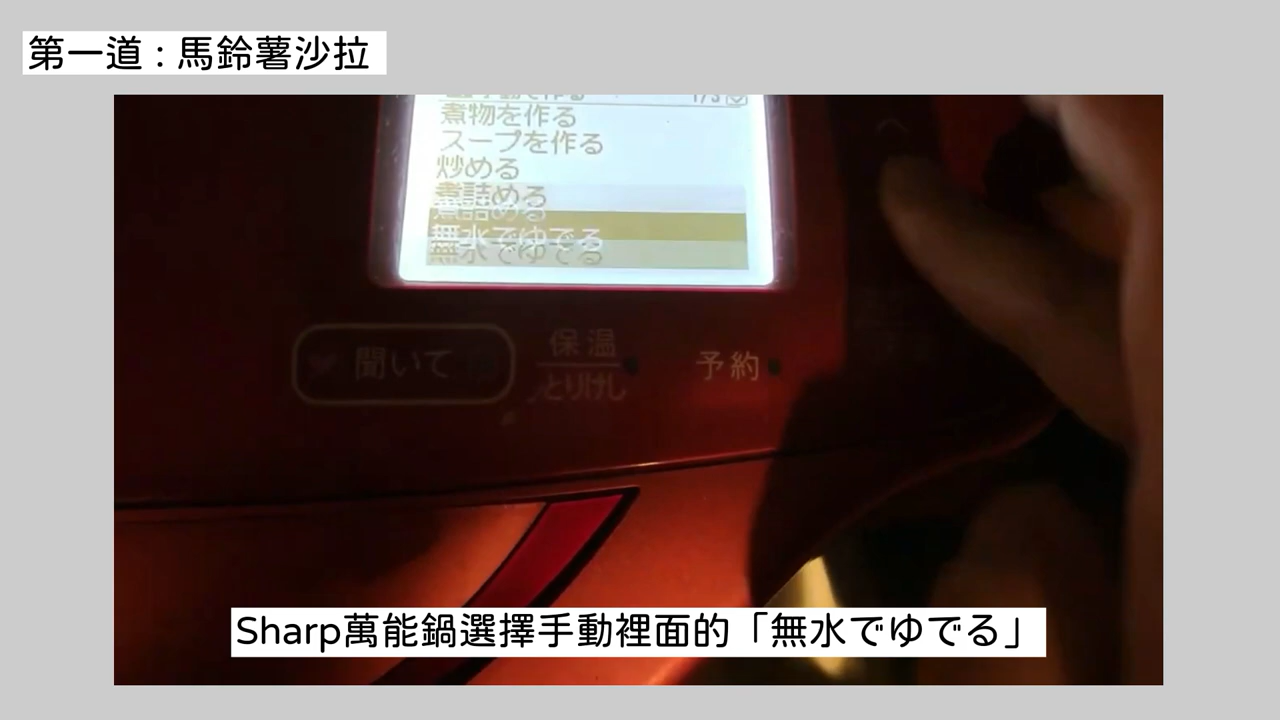 第一道 : 馬鈴薯沙拉
煮物を作る
スープを作る
炒める
煮詰める
無水でゆでる
聞いて
保温
とりけし
予約
Sharp萬能鍋選擇手動裡面的「無水でゆでる」